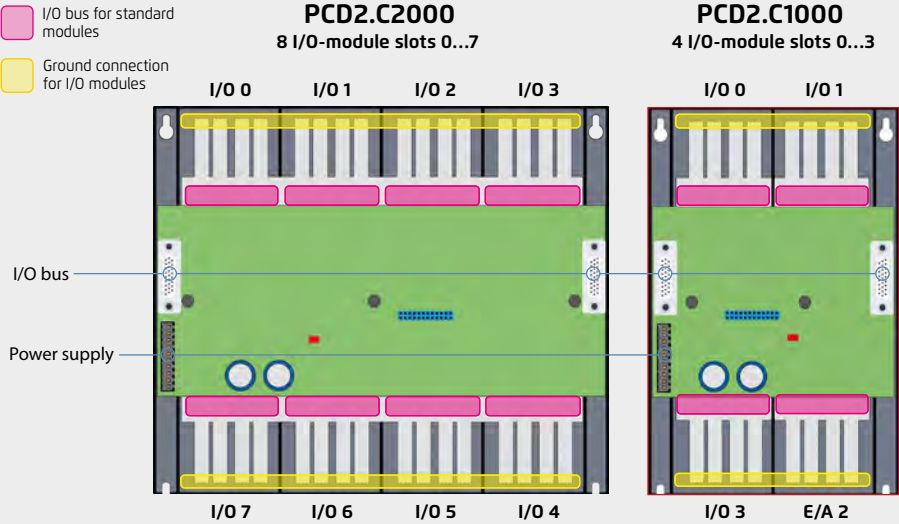 I/O bus for standard
modules
Ground connection
for I/O modules
PCD2.C2000
8 I/O-module slots 0...7
PCD2.C1000
4 I/O-module slots 0...3
I/O 0
I/O 1
I/O 2
I/O 3
I/O 0
I/O 1
I/O bus
Power supply
I/O 7
I/O 6
I/O 5
I/O 4
I/O 3
E/A 2